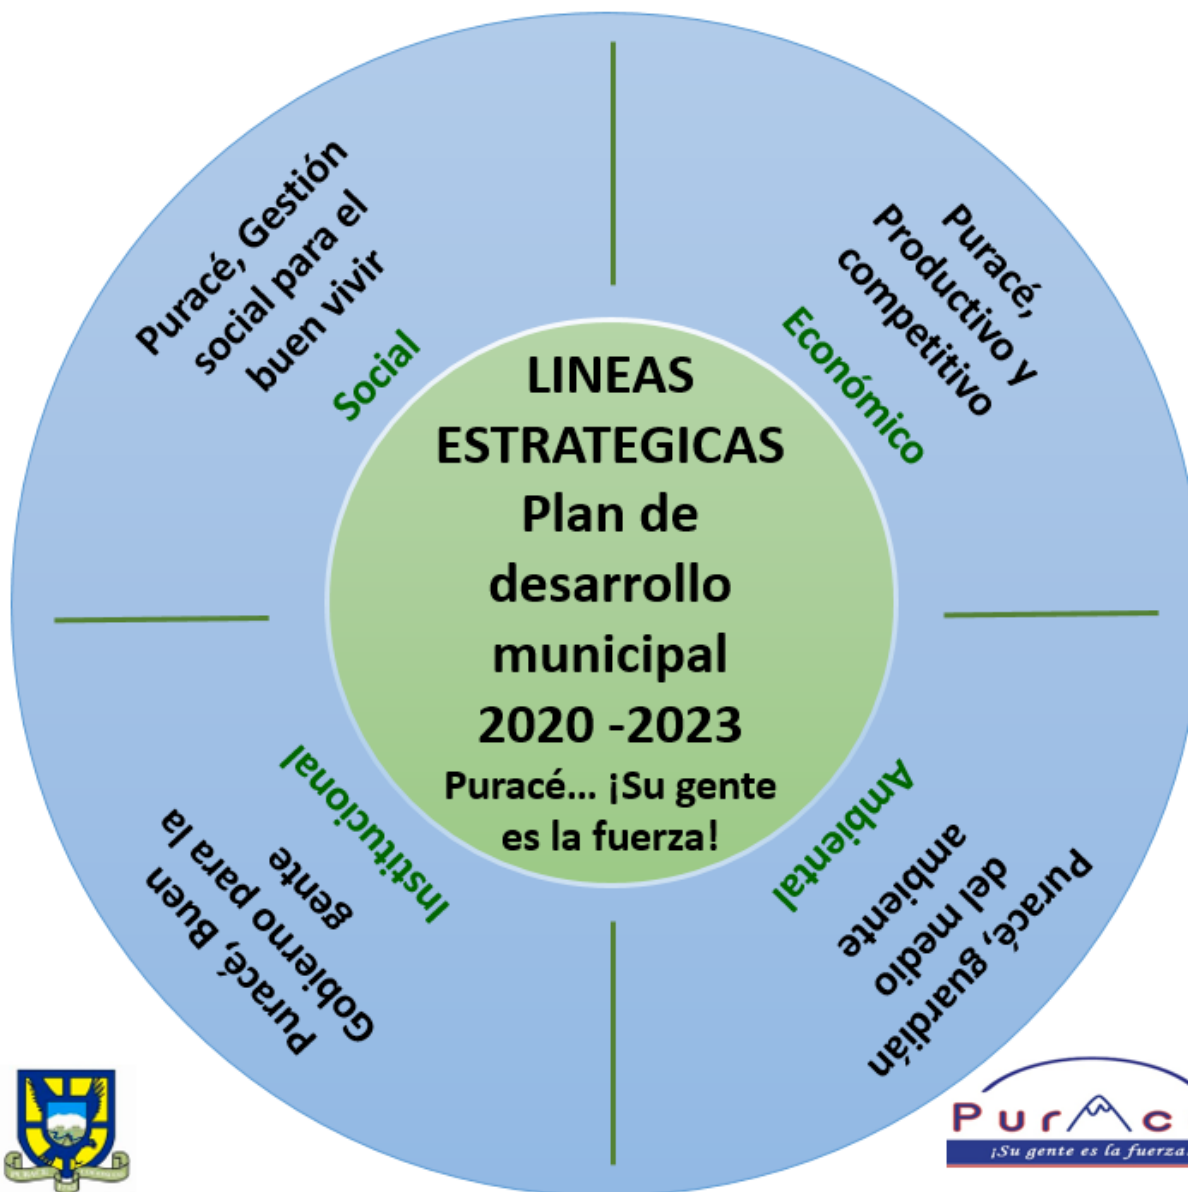 Puracé, Gestión
social para el
buen vivir
Social
Puracé,
Productivo y
competitivo
Económico
LINEAS
ESTRATEGICAS
Plan de
desarrollo
municipal
2020 -2023
Puracé... ¡Su gente
es la fuerza!
Institucional
Puracé, Buen
Gobierno para la
gente
Ambiental
Puracé, guardián
del medio
ambiente
Purac
¡Su gente es la fuerza!